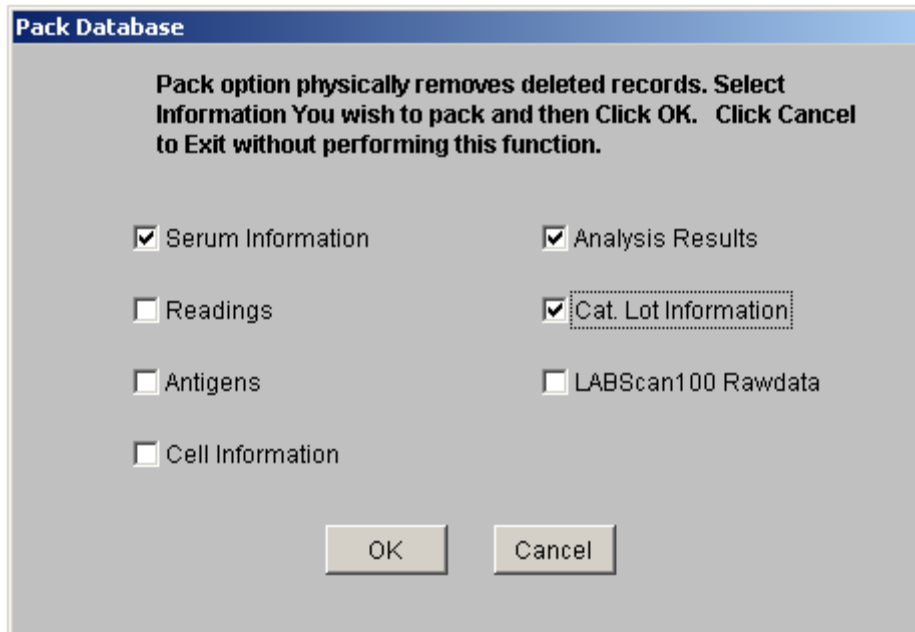 Pack Database
Pack option physically removes deleted records. Select
Information You wish to pack and then Click OK.   Click Cancel
to Exit without performing this function.
Serum Information
Analysis Results
Readings
Cat. Lot Information
Antigens
LABScan100 Rawdata
Cell Information
OK
Cancel